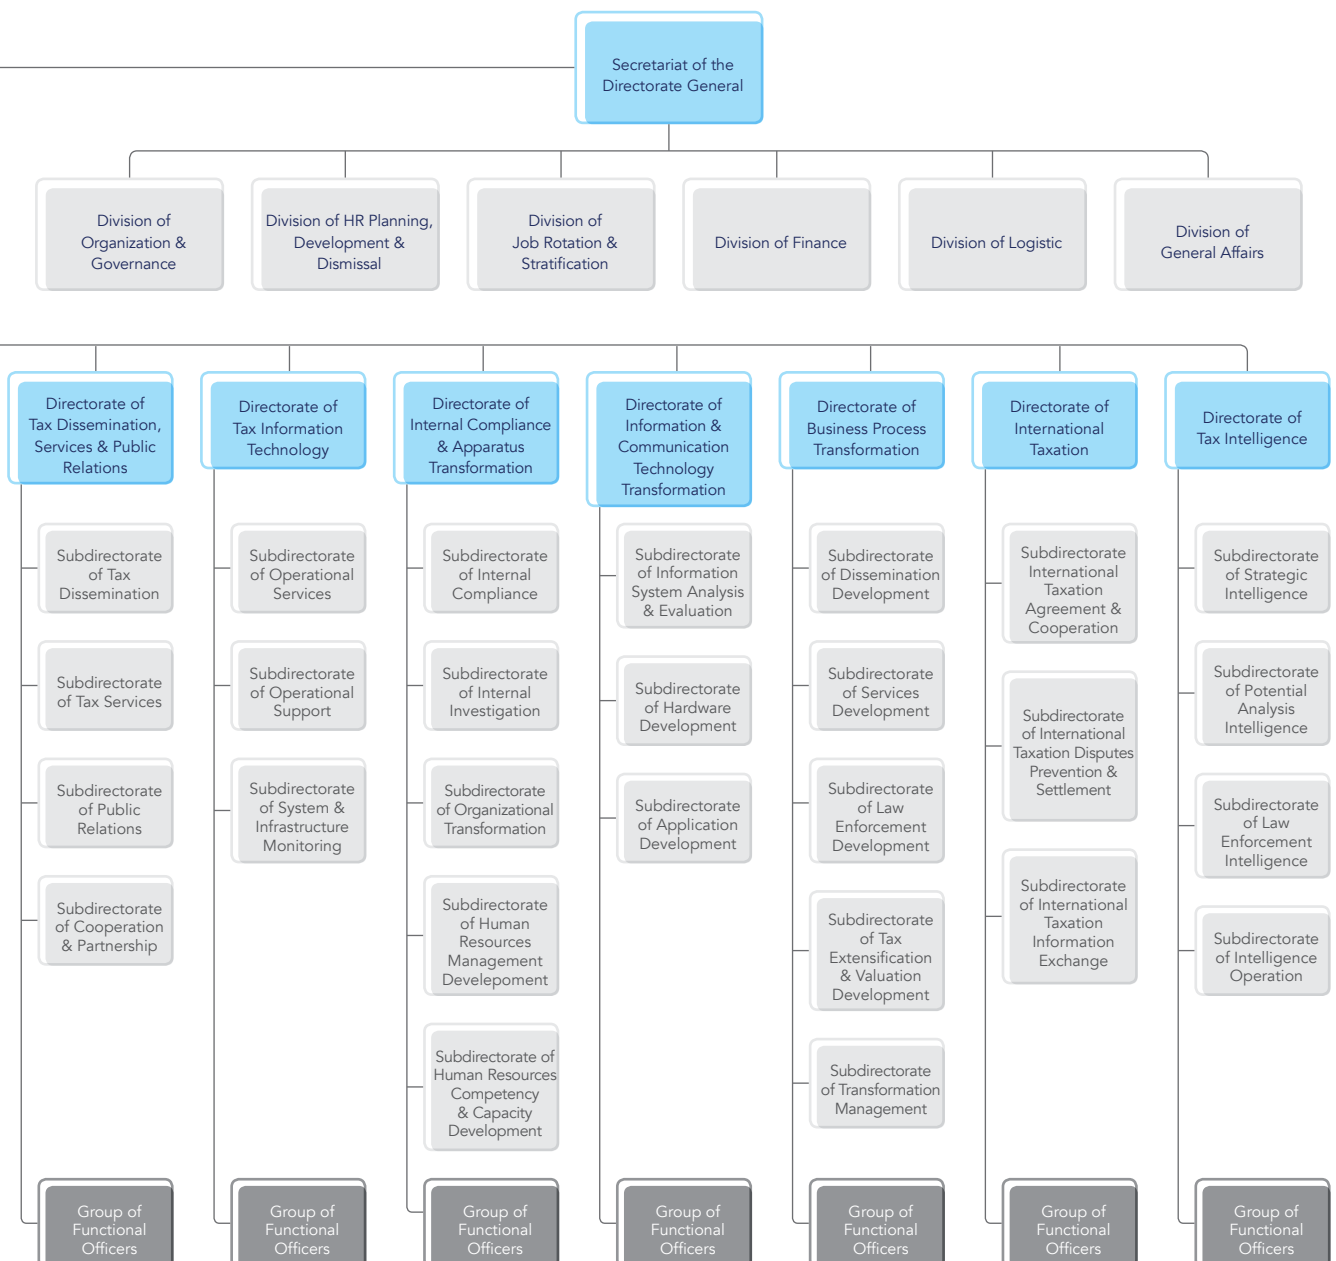 Secretariat of the
Directorate General
Division of
Organization &
Governance
Division of HR Planning,
Development &
Dismissal
Division of
Job Rotation &
Stratification
Division of Finance
Division of Logistic
Division of
General Affairs
Directorate of
Tax Dissemination,
Services & Public
Relations
Directorate of
Tax Information
Technology
Directorate of
Internal Compliance
& Apparatus
Transformation
Directorate of
Information &
Communication
Technology
Transformation
Directorate of
Business Process
Transformation
Directorate of
International
Taxation
Directorate of
Tax Intelligence
Subdirectorate
of Tax
Dissemination
Subdirectorate
of Tax Services
Subdirectorate
of Public
Relations
Subdirectorate
of Cooperation
& Partnership
Group of
Functional
Officers
Subdirectorate
of Operational
Services
Subdirectorate
of Operational
Support
Subdirectorate
of System &
Infrastructure
Monitoring
Group of
Functional
Officers
Subdirectorate
of Internal
Compliance
Subdirectorate
of Internal
Investigation
Subdirectorate
of Organizational
Transformation
Subdirectorate
of Human
Resources
Management
Develepoment
Subdirectorate of
Human Resources
Competency
& Capacity
Development
Group of
Functional
Officers
Subdirectorate
of Information
System Analysis
& Evaluation
Subdirectorate
of Hardware
Development
Subdirectorate
of Application
Development
Group of
Functional
Officers
Subdirectorate
of Dissemination
Development
Subdirectorate
of Services
Development
Subdirectorate
of Law
Enforcement
Development
Subdirectorate
of Tax
Extensification
& Valuation
Development
Subdirectorate
of Transformation
Management
Group of
Functional
Officers
Subdirectorate
International
Taxation
Agreement &
Cooperation
Subdirectorate
of International
Taxation Disputes
Prevention &
Settlement
Subdirectorate
of International
Taxation
Information
Exchange
Group of
Functional
Officers
Subdirectorate
of Strategic
Intelligence
Subdirectorate
of Potential
Analysis
Intelligence
Subdirectorate
of Law
Enforcement
Intelligence
Subdirectorate
of Intelligence
Operation
Group of
Functional
Officers